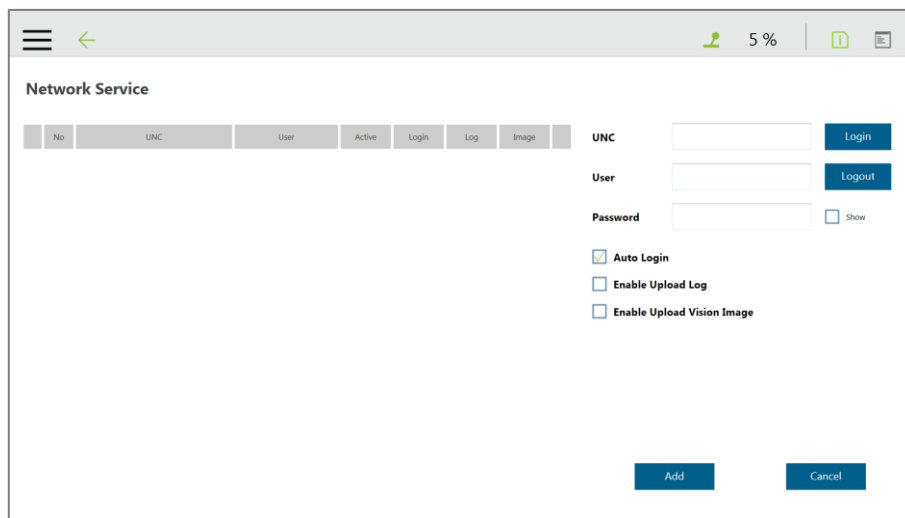 5 %
Network Service
No UNC User Active Login Log Image
UNC Login
User Logout
Password Show
Auto Login
Enable Upload Log
Enable Upload Vision Image
Add Cancel